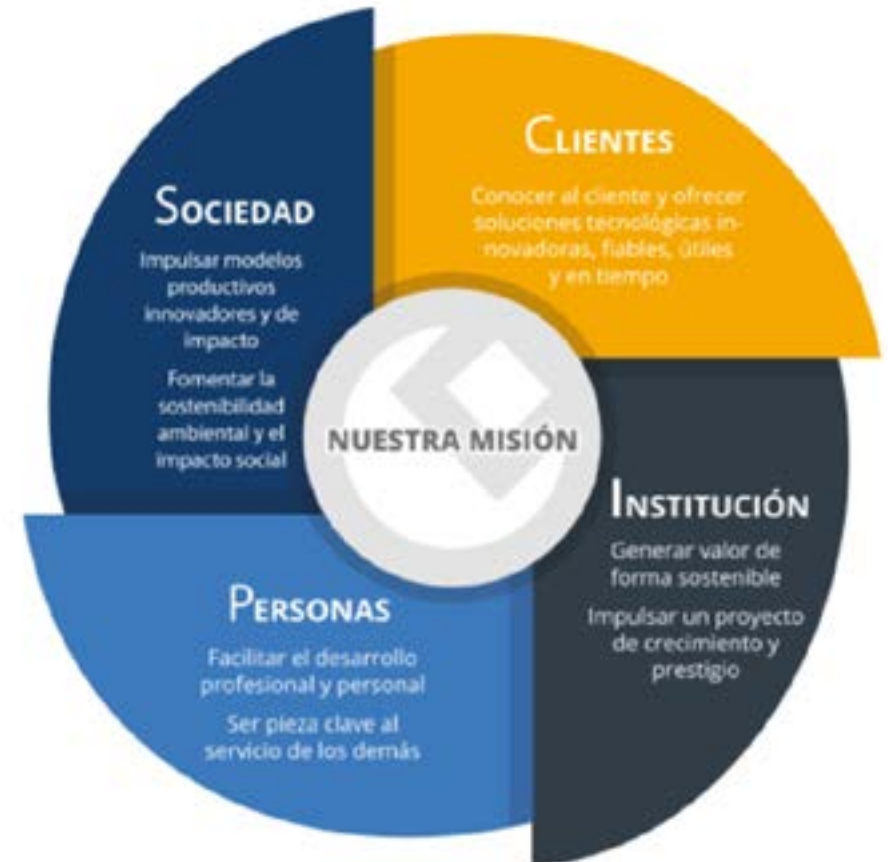 CLIENTES
Conocer al cliente y ofrecer
soluciones tecnológicas in-
novadoras, fiables, útiles
y en tiempo
SOCIEDAD
Impulsar modelos
productivos
innovadores y de
impacto
Fomentar la
sostenibilidad
ambiental y el
impacto social
NUESTRA MISIÓN
INSTITUCIÓN
Generar valor de
forma sostenible
Impulsar un proyecto
de crecimiento y
prestigio
PERSONAS
Facilitar el desarrollo
profesional y personal
Ser pieza clave al
servicio de los demás